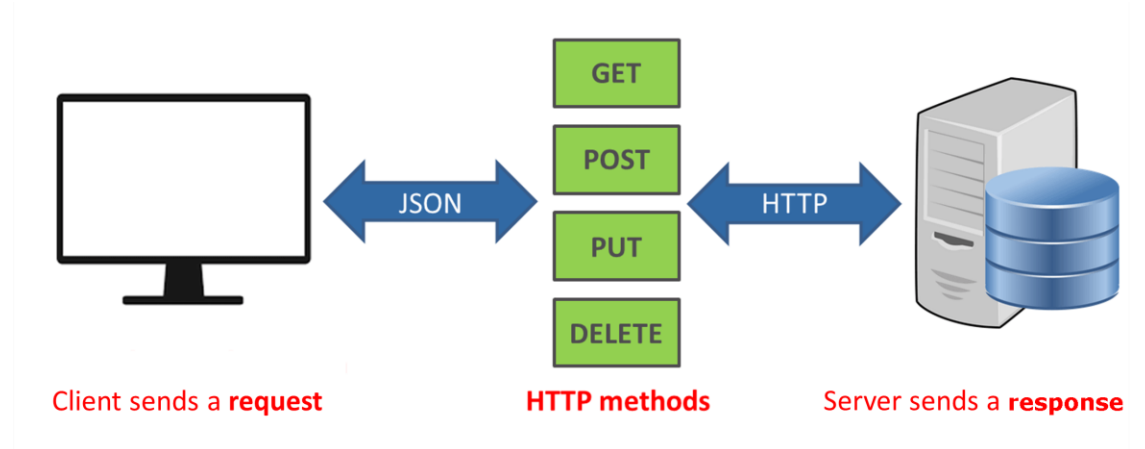 GET
POST
JSON
HTTP
PUT
DELETE
Client sends a request
HTTP methods
Server sends a response